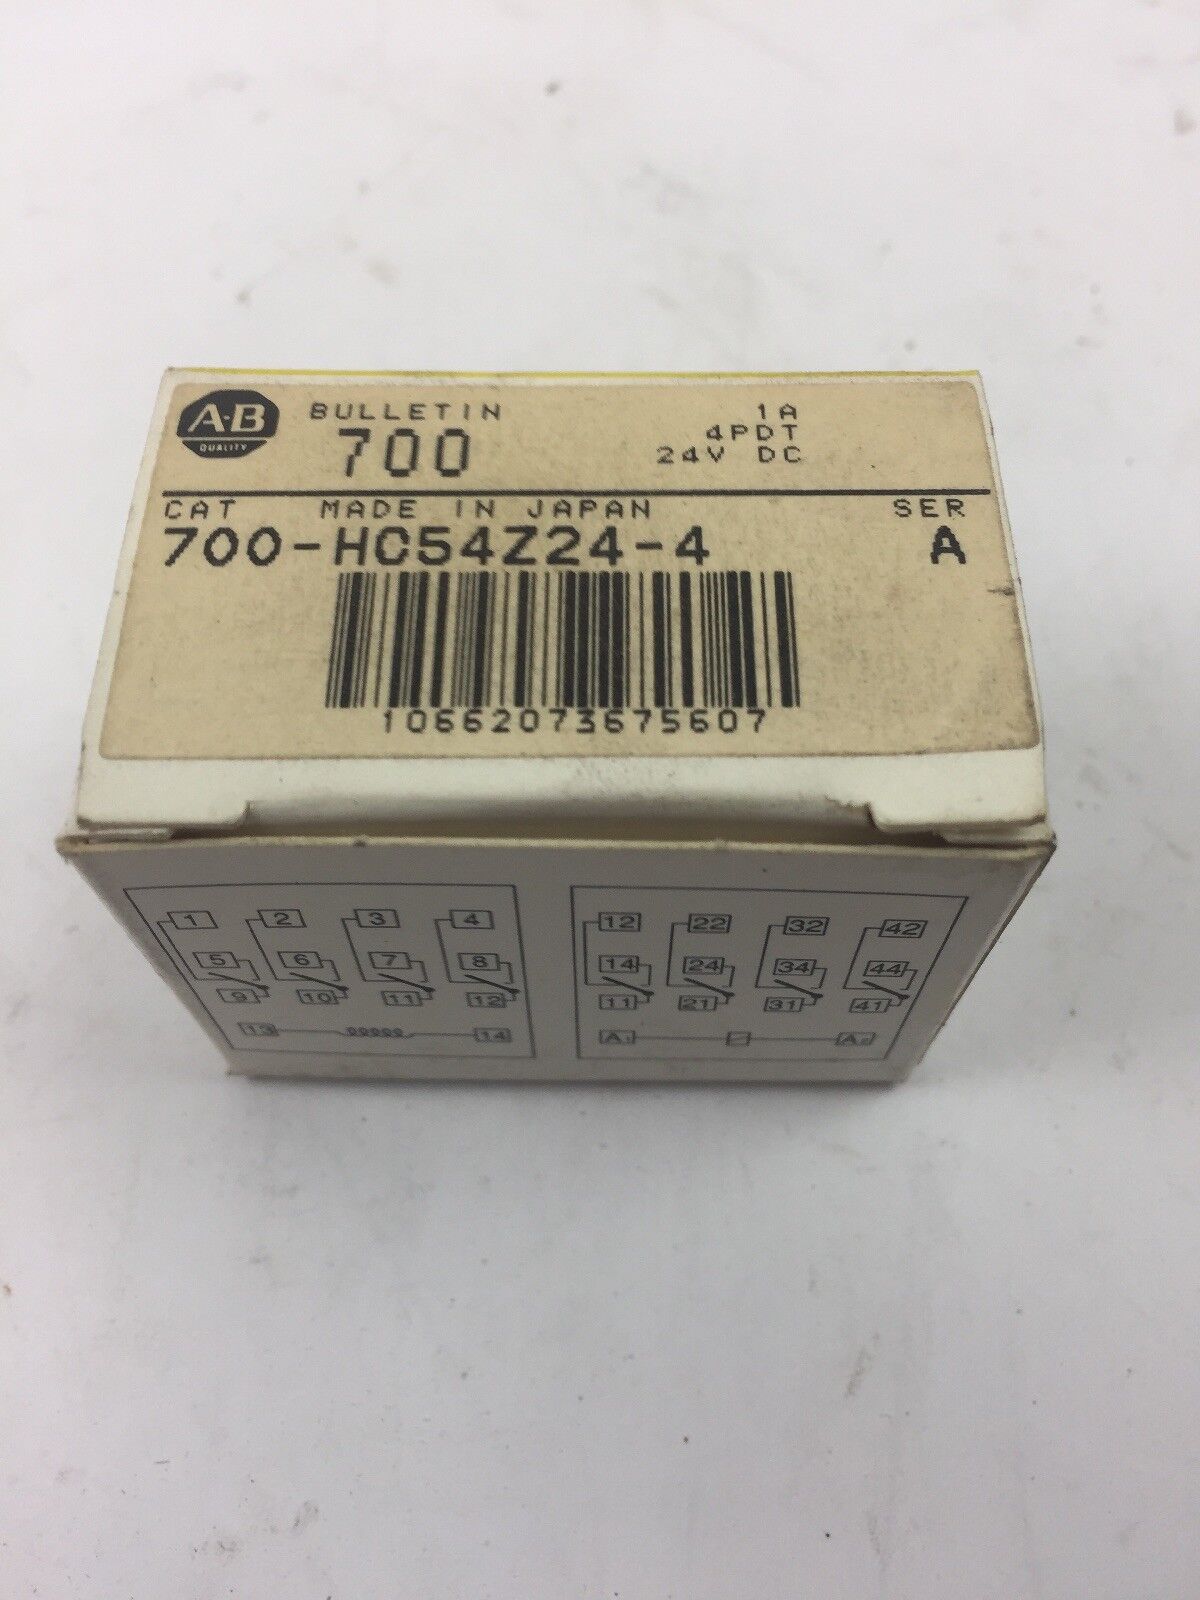 A·B
QUALITY
BULLETIN
700
1A
4PDT
24V DC
CAT MADE IN JAPAN SER
700-HC54Z24-4 A
10662073675607
1 2 3 4
5 6 7 8
9 10 11 12
13 14
12 22 32 42
14 24 34 44
11 21 31 41
A1 A2